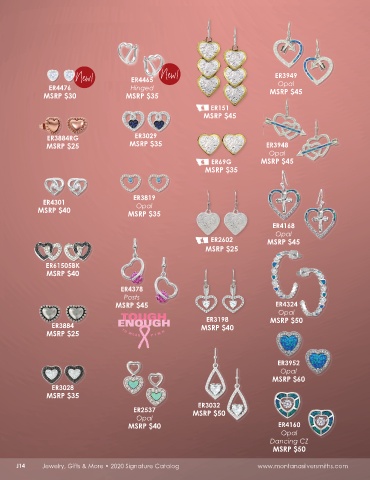 New!
ER4476
MSRP $30
New!
ER4465
Hinged
MSRP $35
ER151
MSRP $45
ER3949
Opal
MSRP $45
ER3884RG
MSRP $25
ER3029
MSRP $35
ER69G
MSRP $35
ER3948
Opal
MSRP $45
ER4301
MSRP $40
ER3819
Opal
MSRP $35
ER2602
MSRP $25
ER4168
Opal
MSRP $45
ER61505BK
MSRP $40
ER4378
Posts
MSRP $45
TOUGH
ENOUGH
ER3198
MSRP $40
ER4324
Opal
MSRP $50
ER3884
MSRP $25
ER3952
Opal
MSRP $60
ER3028
MSRP $35
ER2537
Opal
MSRP $40
ER3032
MSRP $50
ER4160
Opal
Dancing CZ
MSRP $50
J14 Jewelry, Gifts & More • 2020 Signature Catalog www.montanasilversmiths.com